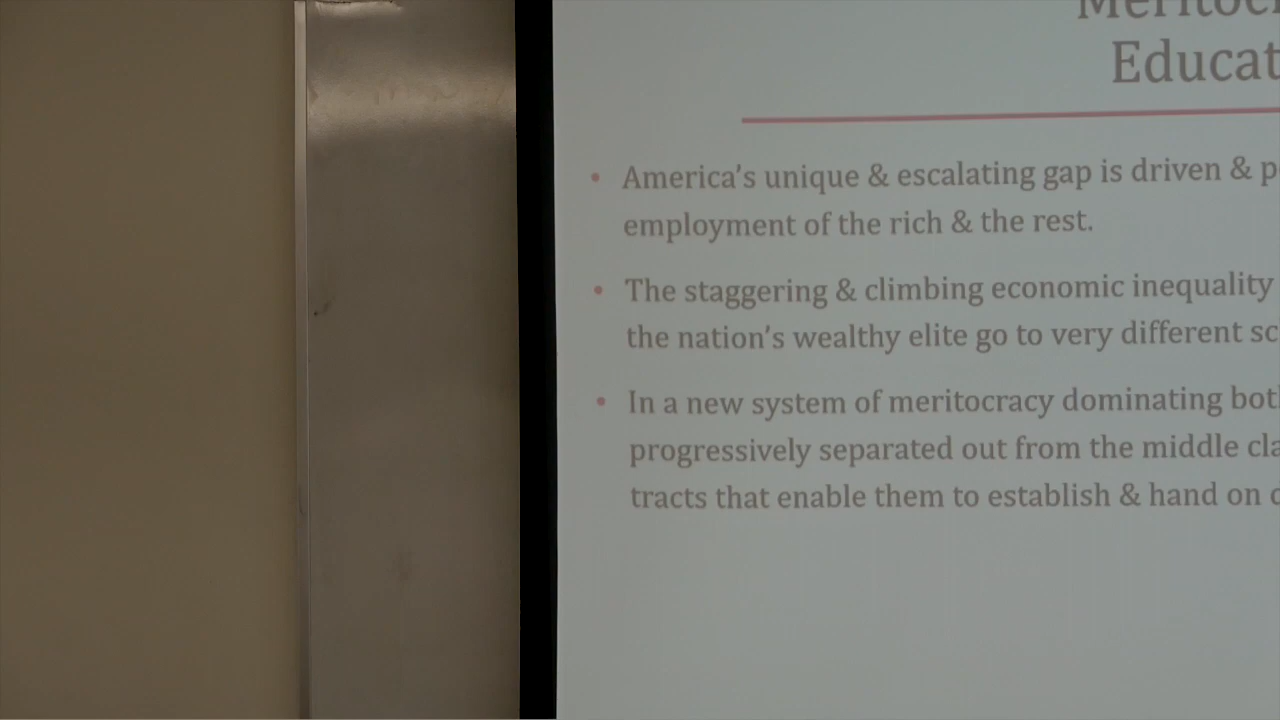 Educat
• America's unique & escalating gap is driven & p
employment of the rich & the rest.
• The staggering & climbing economic inequality
the nation's wealthy elite go to very different sc
• In a new system of meritocracy dominating bot
progressively separated out from the middle cla
tracts that enable them to establish & hand on